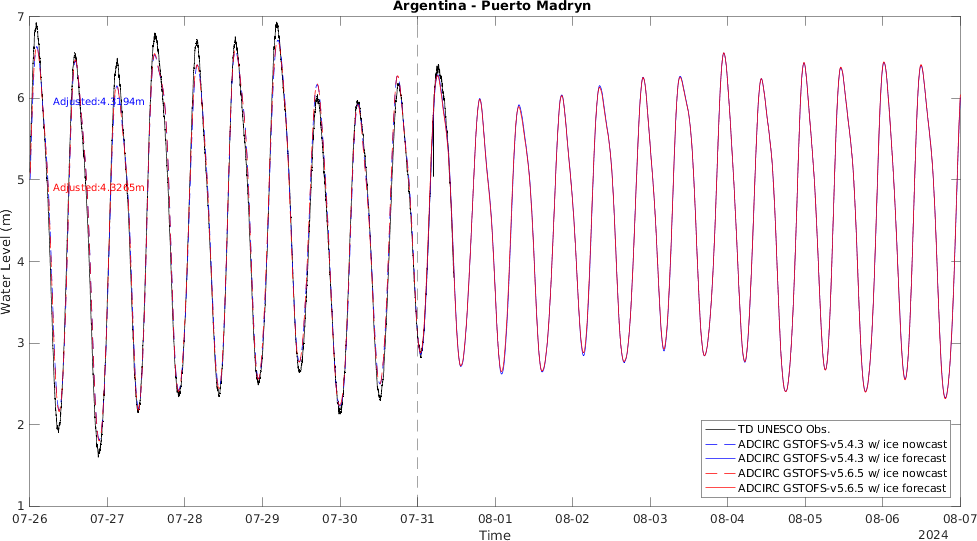 Argentina - Puerto Madryn
7
6
5
4
3
2
1
Water Level (m)
Adjusted:4.3194m
Adjusted:4.3265m
TD UNESCO Obs.
ADCIRC GSTOFS-v5.4.3 w/ ice nowcast
ADCIRC GSTOFS-v5.4.3 w/ ice forecast
ADCIRC GSTOFS-v5.6.5 w/ ice nowcast
ADCIRC GSTOFS-v5.6.5 w/ ice forecast
07-26 07-27 07-28 07-29 07-30 07-31 08-01 08-02 08-03 08-04 08-05 08-06 08-07
Time
2024